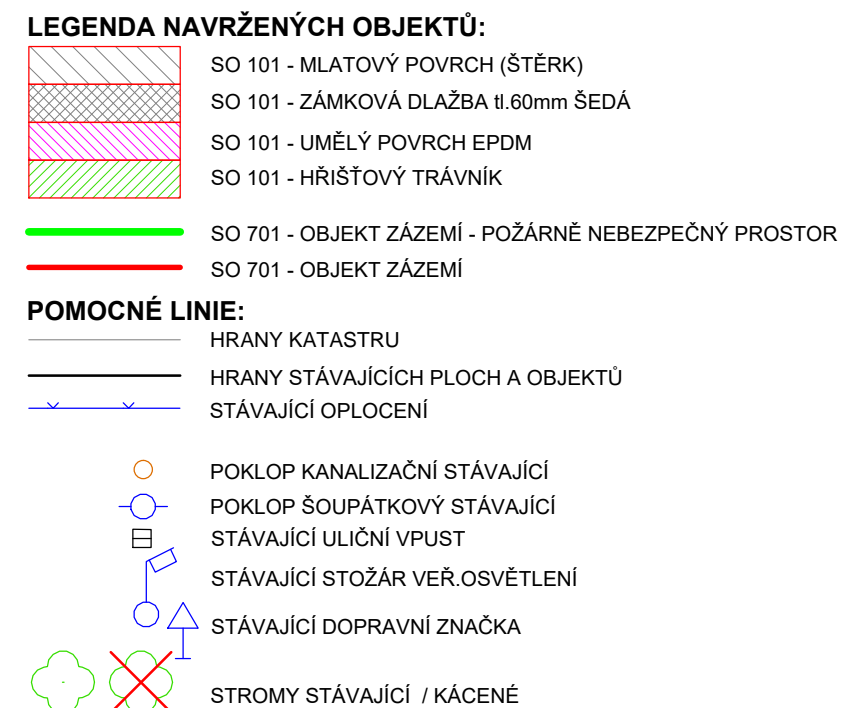 LEGENDA NAVRŽENÝCH OBJEKTŮ:
SO 101 - MLATOVÝ POVRCH (ŠTĚRK)
SO 101 - ZÁMKOVÁ DLAŽBA tl.60mm ŠEDÁ
SO 101 - UMĚLÝ POVRCH EPDM
SO 101 - HŘIŠŤOVÝ TRÁVNÍK
SO 701 - OBJEKT ZÁZEMÍ - POŽÁRNĚ NEBEZPEČNÝ PROSTOR
SO 701 - OBJEKT ZÁZEMÍ
POMOCNÉ LINIE:
HRANY KATASTRU
HRANY STÁVAJÍCÍCH PLOCH A OBJEKTŮ
STÁVAJÍCÍ OPLOCENÍ
POKLOP KANALIZAČNÍ STÁVAJÍCÍ
POKLOP ŠOUPÁTKOVÝ STÁVAJÍCÍ
STÁVAJÍCÍ ULIČNÍ VPUST
STÁVAJÍCÍ STOŽÁR VEŘ.OSVĚTLENÍ
STÁVAJÍCÍ DOPRAVNÍ ZNAČKA
STROMY STÁVAJÍCÍ / KÁCENÉ